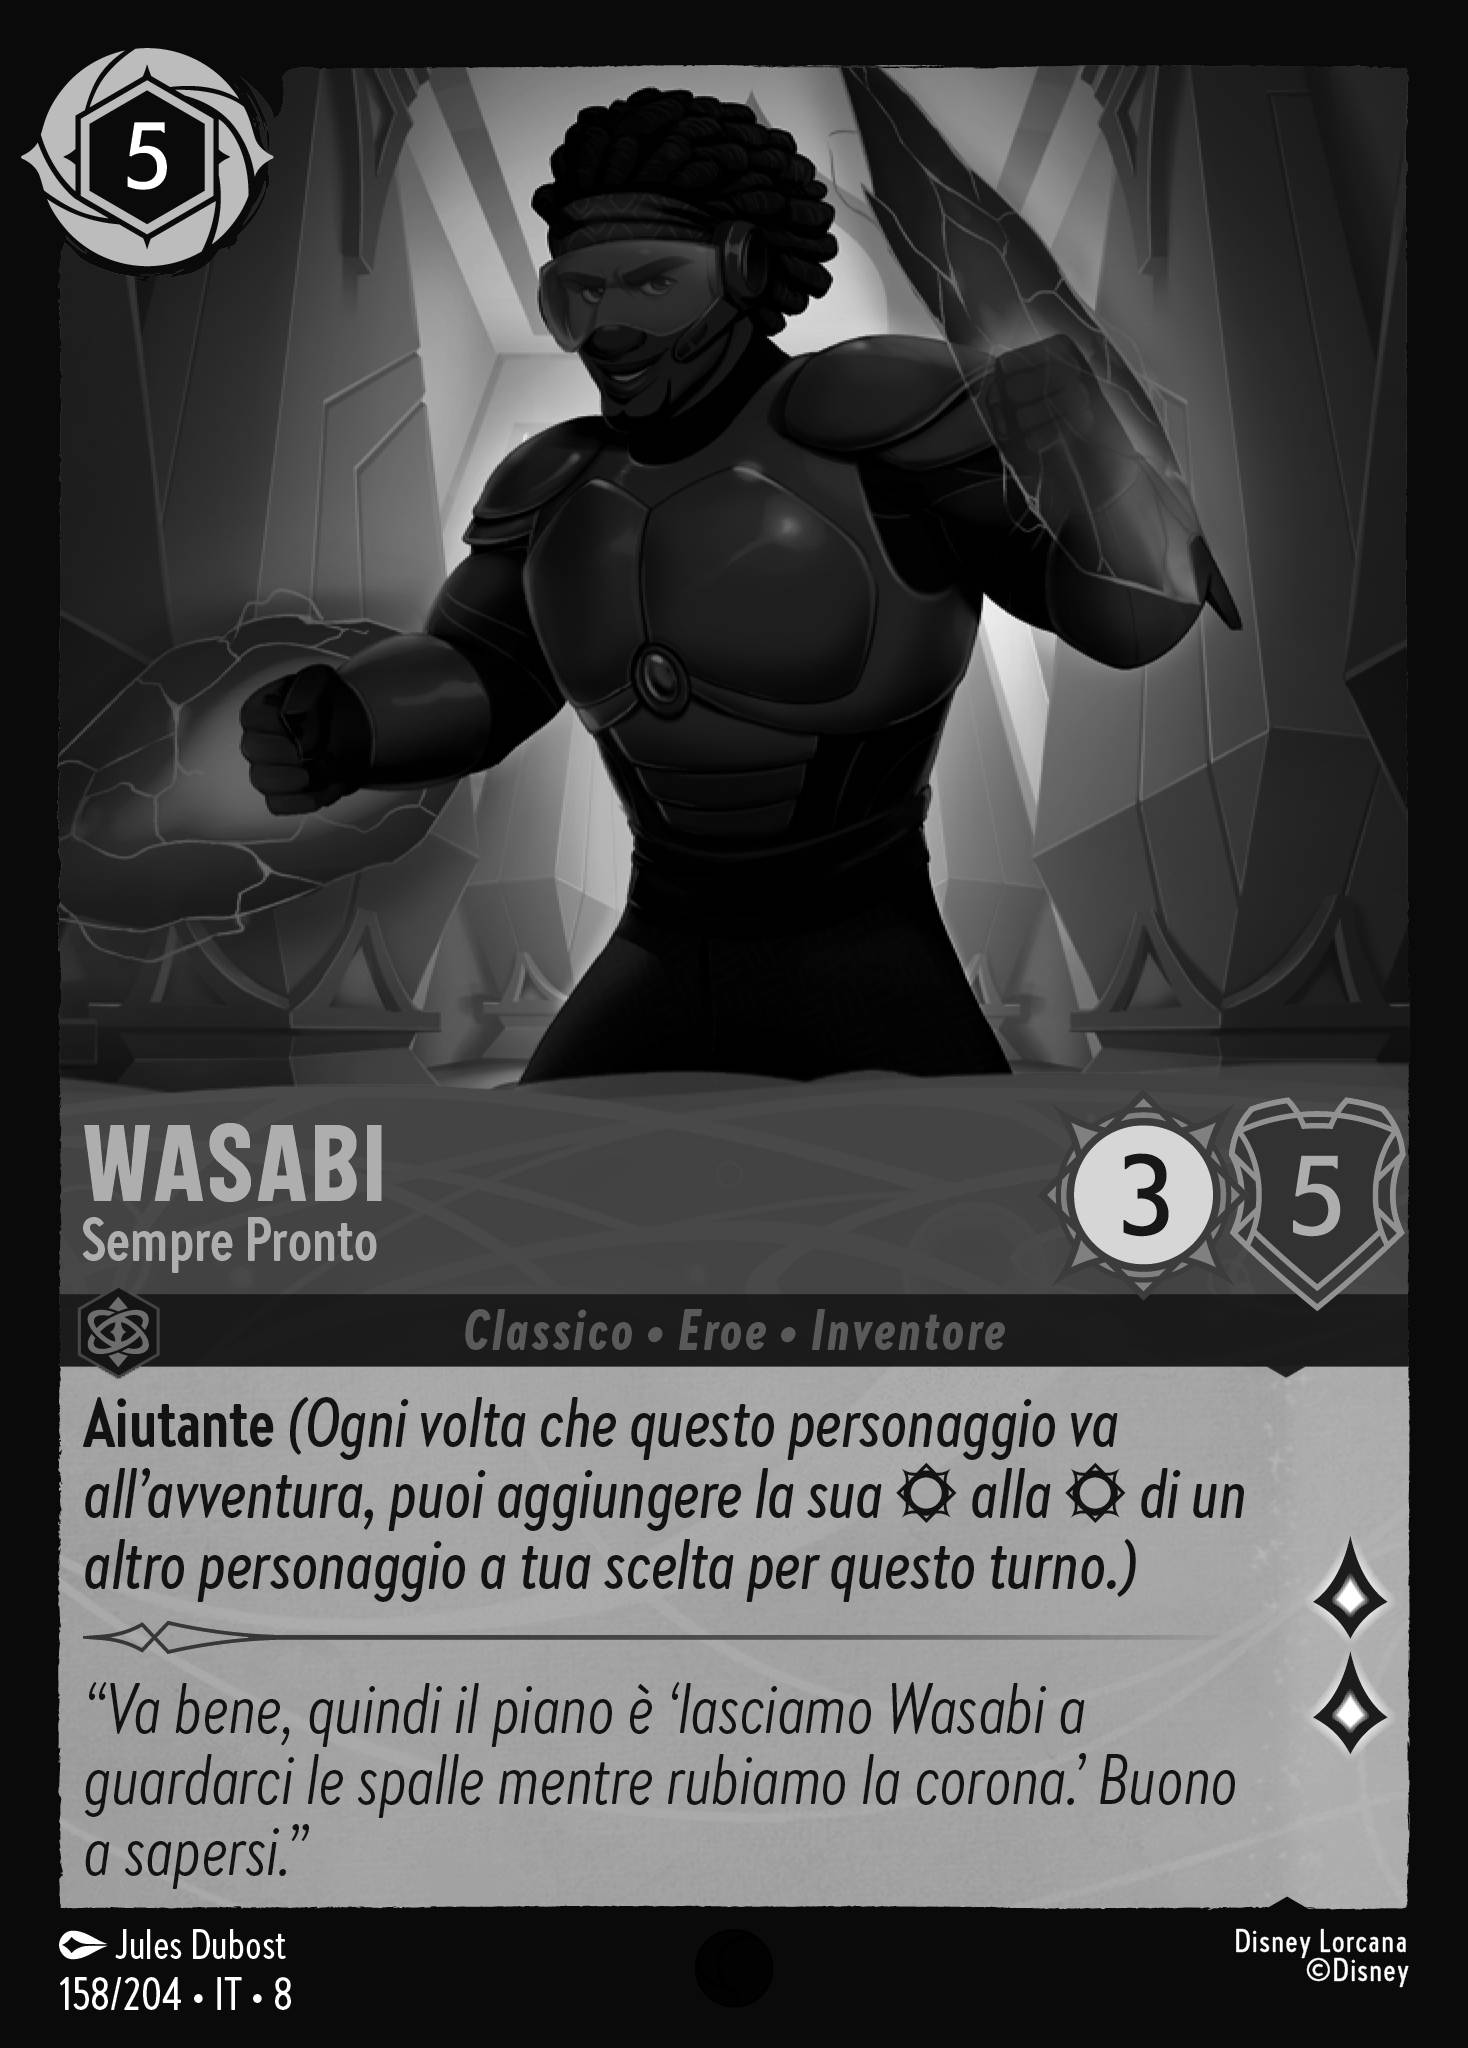 5
WASABI
Sempre Pronto
3 5
Classico • Eroe • Inventore
Aiutante (Ogni volta che questo personaggio va
all’avventura, puoi aggiungere la sua alla di un
altro personaggio a tua scelta per questo turno.)
“Va bene, quindi il piano è ‘lasciamo Wasabi a
guardarci le spalle mentre rubiamo la corona.’ Buono
a sapersi.”
Jules Dubost
158/204 • IT • 8
Disney Lorcana
©Disney